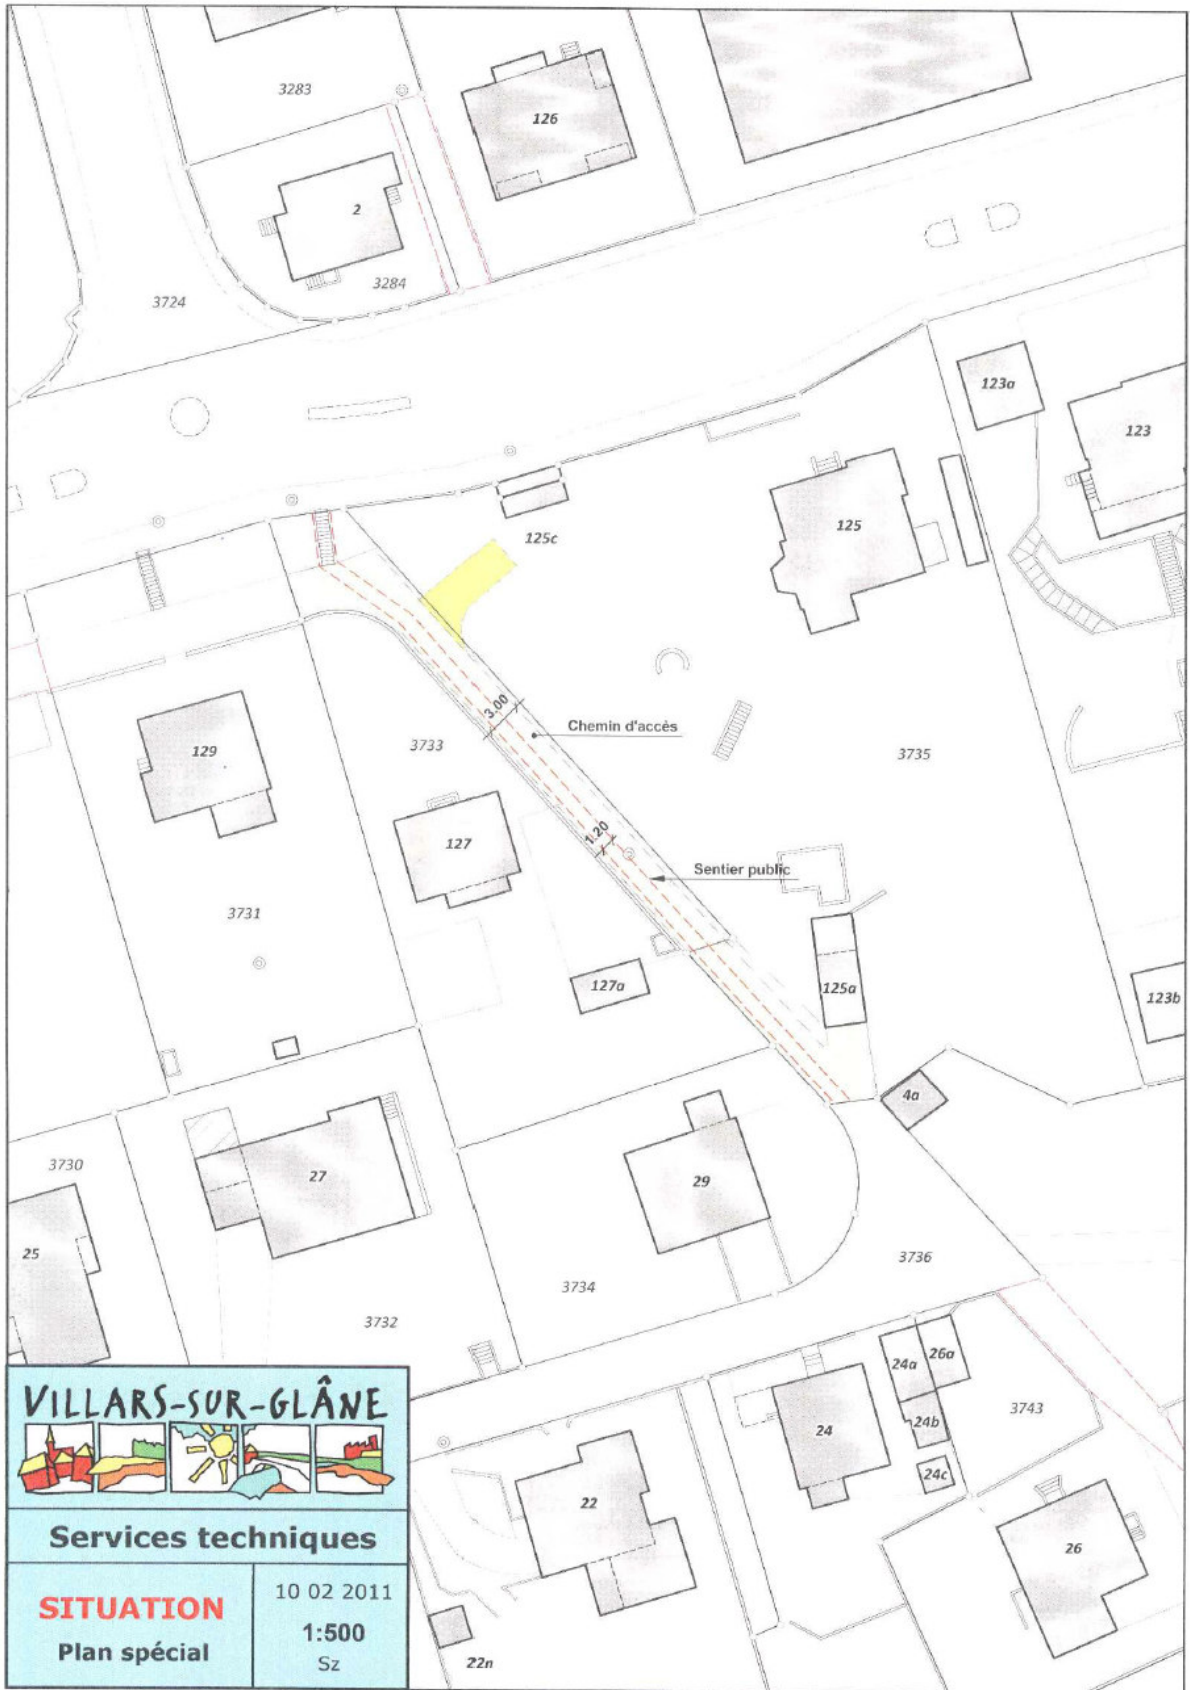 3283
126
2
3284
3724
123a
123
125
125c
3.00
Chemin d'accès
129
3733
3735
127
1.20
Sentier public
3731
127a
125a
123b
4a
3730
27
29
25
3736
3734
3732
24a
26a
3743
24
24b
24c
22
26
22n
VILLARS-SUR-GLÂNE
Services techniques
SITUATION
Plan spécial
10 02 2011
1:500
Sz